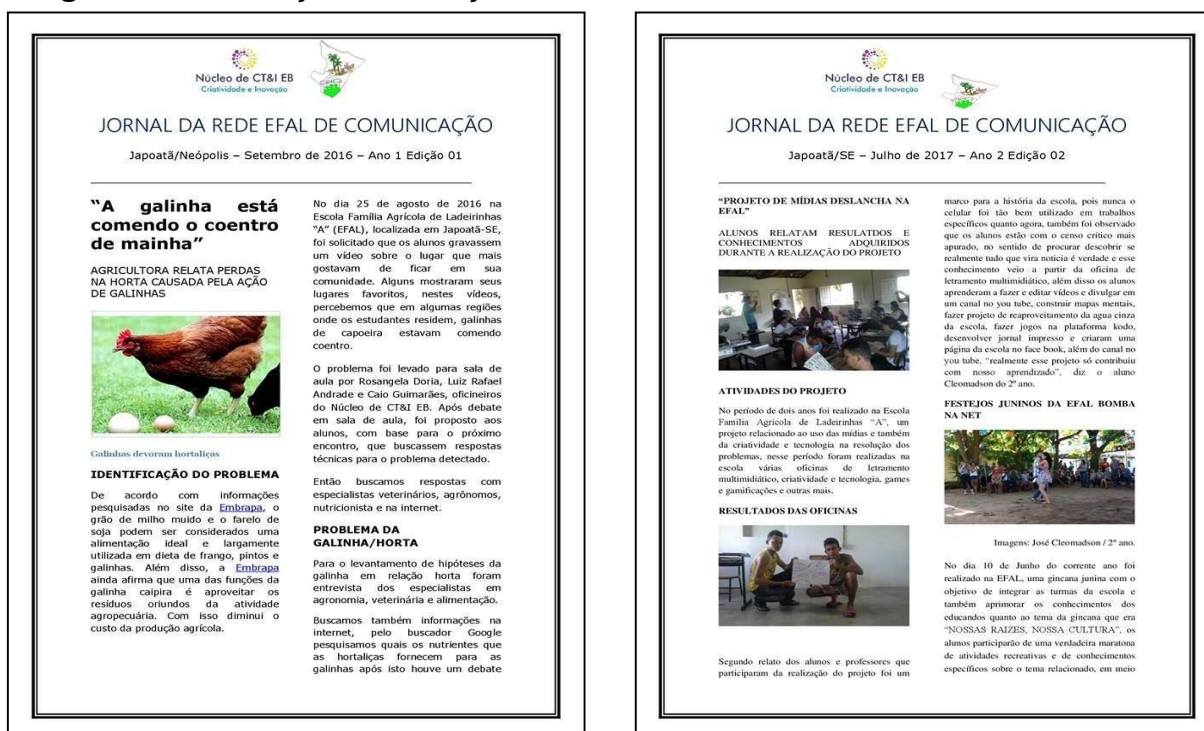 Núcleo de CT&I EB
Criatividade e Inovação
JORNAL DA REDE EFAL DE COMUNICAÇÃO
Japoatã/Neópolis – Setembro de 2016 – Ano 1 Edição 01
“A galinha está
comendo o coentro
de mainha”
AGRICULTORA RELATA PERDAS
NA HORTA CAUSADA PELA AÇÃO
DE GALINHAS
Galinhas devoram hortaliças
IDENTIFICAÇÃO DO PROBLEMA
De acordo com informações
pesquisadas no site da Embrapa, o
grão de milho muido e o farelo de
soja podem ser considerados uma
alimentação ideal e largamente
utilizada em dieta de frango, pintos e
galinhas. Além disso, a Embrapa
ainda afirma que uma das funções da
galinha caipira é aproveitar os
resíduos oriundos da atividade
agropecuária. Com isso diminui o
custo da produção agrícola.
No dia 25 de agosto de 2016 na
Escola Família Agrícola de Ladeirinhas
“A” (EFAL), localizada em Japoatã-SE,
foi solicitado que os alunos gravassem
um vídeo sobre o lugar que mais
gostavam de ficar em sua
comunidade. Alguns mostraram seus
lugares favoritos, nestes vídeos,
percebemos que em algumas regiões
onde os estudantes residem, galinhas
de capoeira estavam comendo
coentro.
O problema foi levado para sala de
aula por Rosangela Doria, Luiz Rafael
Andrade e Caio Guimarães, oficineiros
do Núcleo de CT&I EB. Após debate
em sala de aula, foi proposto aos
alunos, com base para o próximo
encontro, que buscassem respostas
técnicas para o problema detectado.
Então buscamos respostas com
especialistas veterinários, agrônomos,
nutricionista e na internet.
PROBLEMA DA
GALINHA/HORTA
Para o levantamento de hipóteses da
galinha em relação horta foram
entrevista dos especialistas em
agronomia, veterinária e alimentação.
Buscamos também informações na
internet, pelo buscador Google
pesquisamos quais os nutrientes que
as hortaliças fornecem para as
galinhas após isto houve um debate
Núcleo de CT&I EB
Criatividade e Inovação
JORNAL DA REDE EFAL DE COMUNICAÇÃO
Japoatã/SE – Julho de 2017 – Ano 2 Edição 02
“PROJETO DE MÍDIAS DESLANCHA NA
EFAL”
ALUNOS RELATAM RESULATDOS E
CONHECIMENTOS ADQUIRIDOS
DURANTE A REALIZAÇÃO DO PROJETO
ATIVIDADES DO PROJETO
No período de dois anos foi realizado na Escola
Familia Agricola de Ladeirinhas “A”, um
projeto relacionado ao uso das mídias e também
da criatividade e tecnologia na resolução dos
problemas, nesse período foram realizadas na
escola várias oficinas de letramento
multimidiático, criatividade e tecnologia, games
e gamificações e outras mais.
RESULTADOS DAS OFICINAS
Segundo relato dos alunos e professores que
participaram da realização do projeto foi um
marco para a história da escola, pois nunca o
celular foi tão bem utilizado em trabalhos
específicos quanto agora, também foi observado
que os alunos estão com o censo crítico mais
apurado, no sentido de procurar descobrir se
realmente tudo que vira noticia é verdade e esse
conhecimento veio a partir da oficina de
letramento multimidiático, além disso os alunos
aprenderam a fazer e editar vídeos e divulgar em
um canal no you tube, construir mapas mentais,
fazer projeto de reaproveitamento da agua cinza
da escola, fazer jogos na plataforma kodo,
desenvolver jornal impresso e criaram uma
página da escola no face book, além do canal no
you tube, “realmente esse projeto só contribuiu
com nosso aprendizado”, diz o aluno
Cleomadson do 2º ano.
FESTEJOS JUNINOS DA EFAL BOMBA
NA NET
Imagens: José Cleomadson / 2º ano.
No dia 10 de Junho do corrente ano foi
realizado na EFAL, uma gincana junina com o
objetivo de integrar as turmas da escola e
também aprimorar os conhecimentos dos
educandos quanto ao tema da gincana que era
“NOSSAS RAIZES, NOSSA CULTURA”, os
alunos participarão de uma verdadeira maratona
de atividades recreativas e de conhecimentos
específicos sobre o tema relacionado, em meio